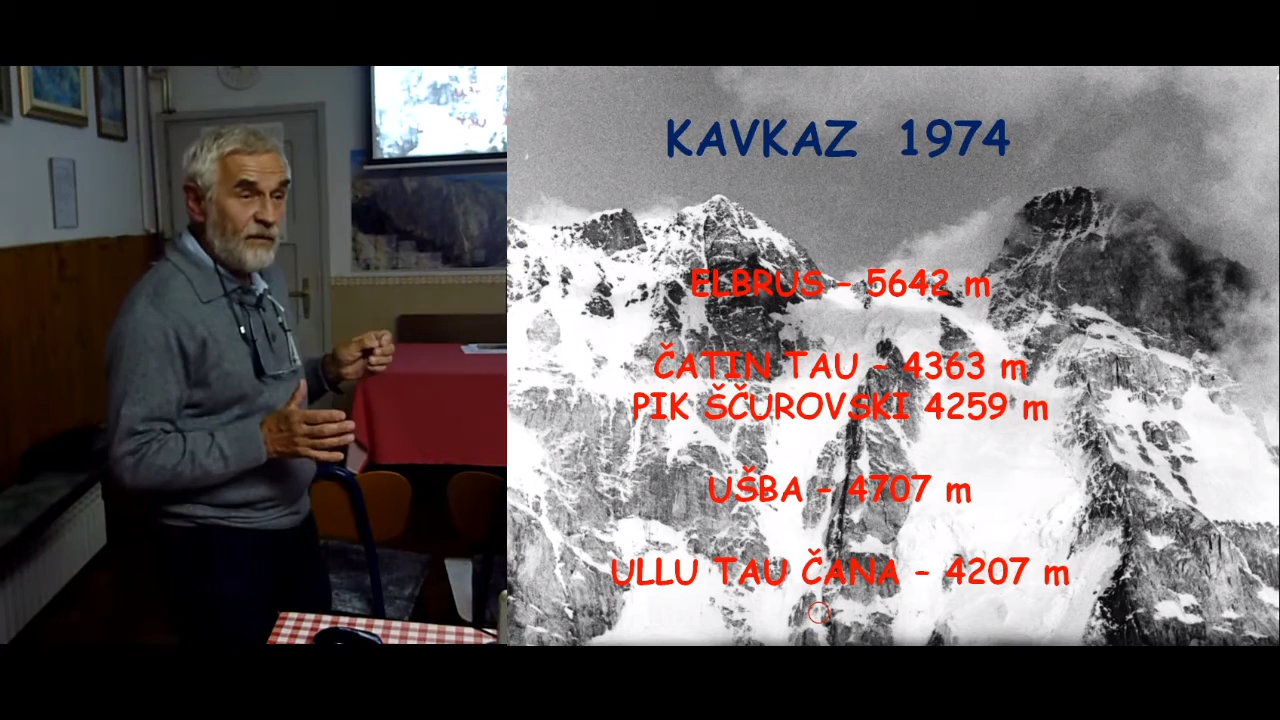 KAVKAZ 1974
ELBRUS – 5642 m
ČATIN TAU – 4363 m
PIK ŠČUROVSKI 4259 m
UŠBA – 4707 m
ULLU TAU ČANA – 4207 m